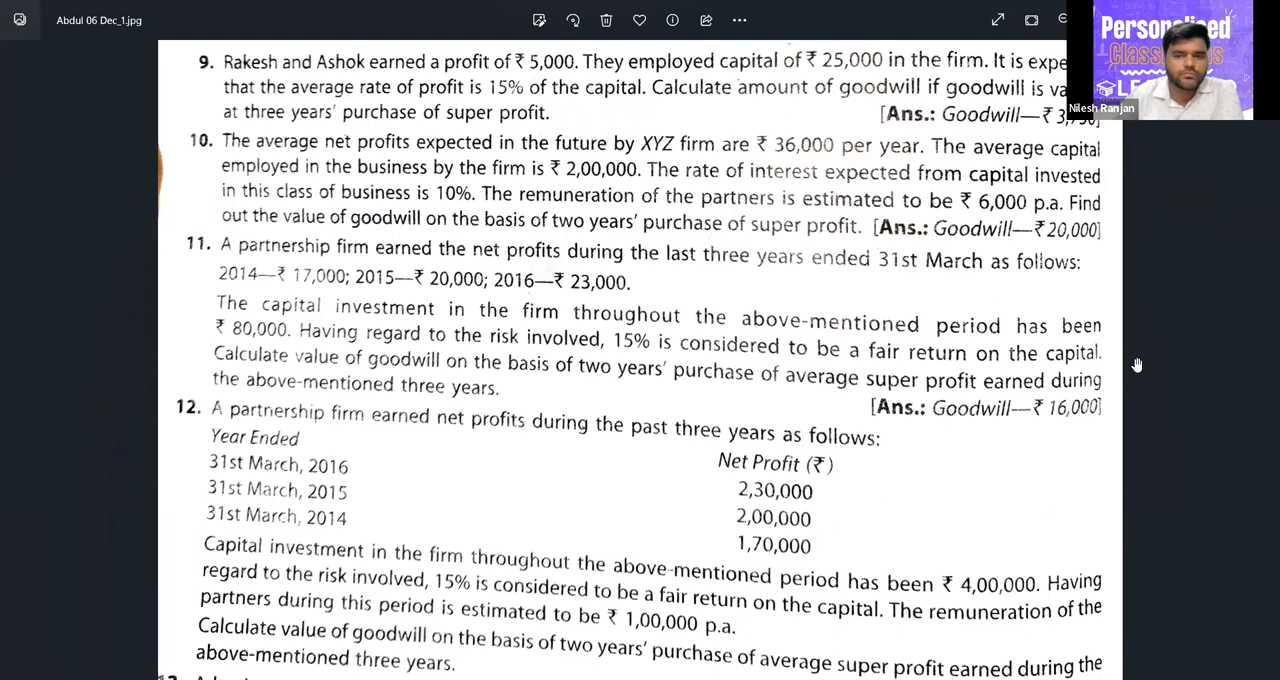 Abdul 06 Dec_1.jpg
Personalised
Nilesh Ranjan
9. Rakesh and Ashok earned a profit of ₹ 5,000. They employed capital of ₹ 25,000 in the firm. It is
that the average rate of profit is 15% of the capital. Calculate amount of goodwill if goodwill is
at three years' purchase of super profit. [Ans.: Goodwill—₹
10. The average net profits expected in the future by XYZ firm are ₹ 36,000 per year. The average capital
employed in the business by the firm is ₹ 2,00,000. The rate of interest expected from capital invested
in this class of business is 10%. The remuneration of the partners is estimated to be ₹ 6,000 p.a. Find
out the value of goodwill on the basis of two years' purchase of super profit. [Ans.: Goodwill—₹ 20,000]
11. A partnership firm earned the net profits during the last three years ended 31st March as follows:
2014—₹ 17,000; 2015—₹ 20,000; 2016—₹ 23,000.
The capital investment in the firm throughout the above-mentioned period has been
₹ 80,000. Having regard to the risk involved, 15% is considered to be a fair return on the capital.
Calculate value of goodwill on the basis of two years' purchase of average super profit earned during
the above-mentioned three years. [Ans.: Goodwill—₹ 16,000]
12. A partnership firm earned net profits during the past three years as follows:
Year Ended Net Profit (₹)
31st March, 2016 2,30,000
31st March, 2015 2,00,000
31st March, 2014 1,70,000
Capital investment in the firm throughout the above-mentioned period has been ₹ 4,00,000. Having
regard to the risk involved, 15% is considered to be a fair return on the capital. The remuneration of the
partners during this period is estimated to be ₹ 1,00,000 p.a.
Calculate value of goodwill on the basis of two years' purchase of average super profit earned during the
above-mentioned three years.